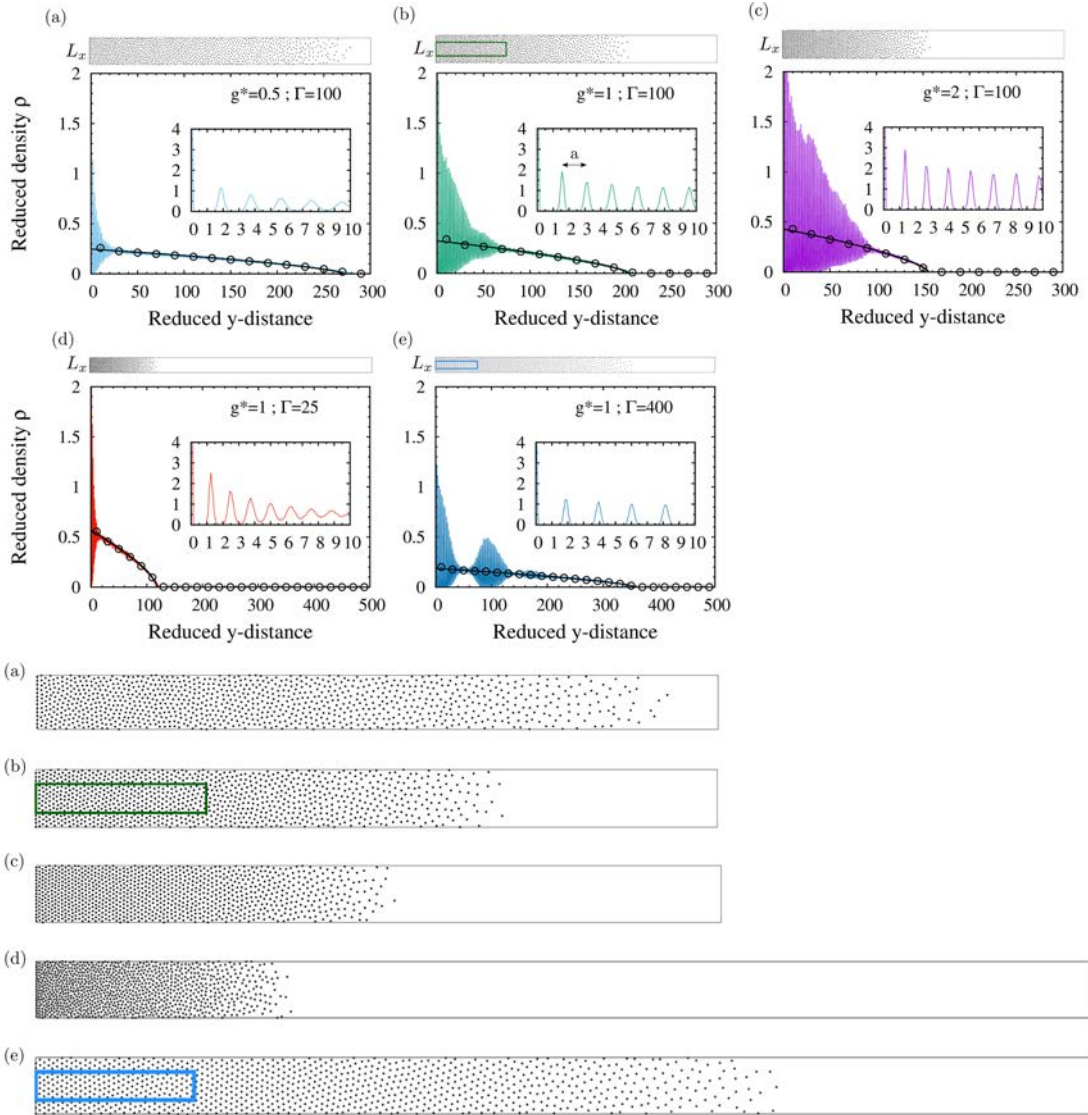 (a)
(b)
(c)
L_x
L_x
L_x
Reduced density ρ
2
1.5
1
0.5
0
g*=0.5 ; Γ=100
4
3
2
1
0
0 1 2 3 4 5 6 7 8 9 10
0 50 100 150 200 250 300
Reduced y-distance
2
1.5
1
0.5
0
g*=1 ; Γ=100
a
4
3
2
1
0
0 1 2 3 4 5 6 7 8 9 10
0 50 100 150 200 250 300
Reduced y-distance
2
1.5
1
0.5
0
g*=2 ; Γ=100
4
3
2
1
0
0 1 2 3 4 5 6 7 8 9 10
0 50 100 150 200 250 300
Reduced y-distance
(d)
(e)
L_x
L_x
Reduced density ρ
2
1.5
1
0.5
0
g*=1 ; Γ=25
4
3
2
1
0
0 1 2 3 4 5 6 7 8 9 10
0 100 200 300 400 500
Reduced y-distance
2
1.5
1
0.5
0
g*=1 ; Γ=400
4
3
2
1
0
0 1 2 3 4 5 6 7 8 9 10
0 100 200 300 400 500
Reduced y-distance
(a)
(b)
(c)
(d)
(e)